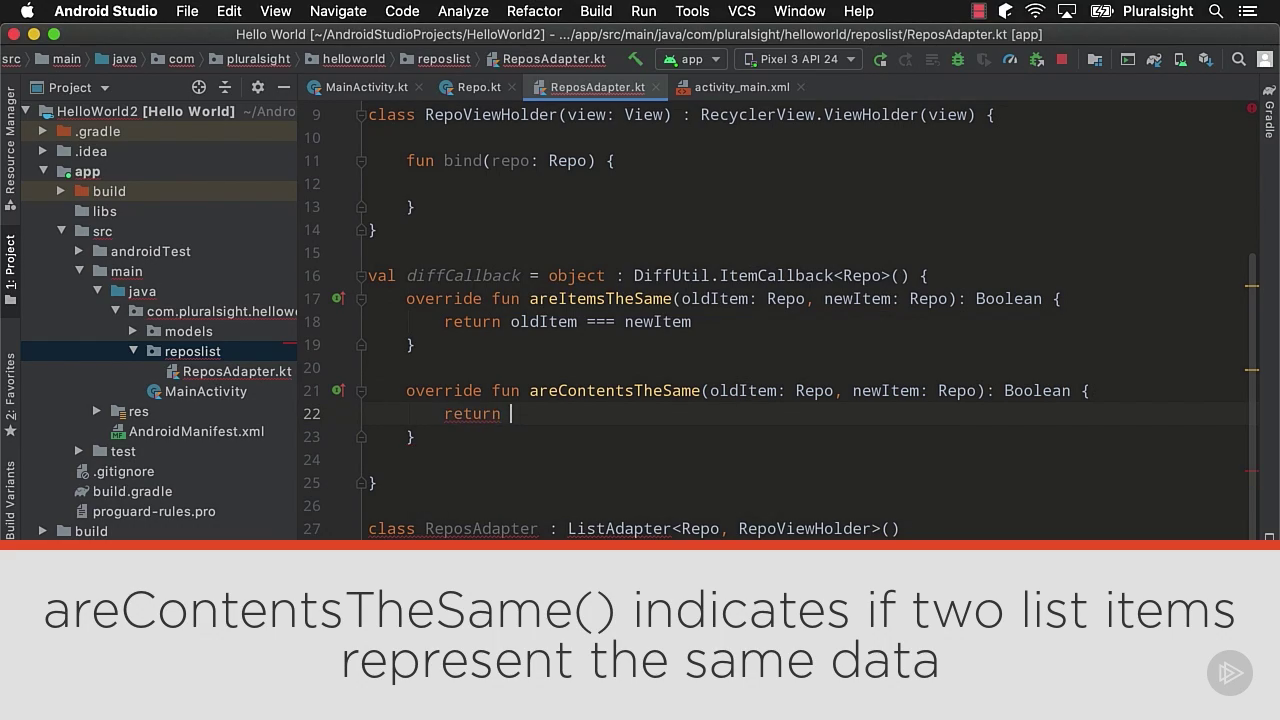 Android Studio File Edit View Navigate Code Analyze Refactor Build Run Tools VCS Window Help Pluralsight
Hello World [~/AndroidStudioProjects/HelloWorld2] – .../app/src/main/java/com/pluralsight/helloworld/reposlist/ReposAdapter.kt [app]
src main java com pluralsight helloworld reposlist ReposAdapter.kt app Pixel 3 API 24
Project
MainActivity.kt Repo.kt ReposAdapter.kt activity_main.xml
Resource Manager
1: Project
2: Favorites
Build Variants
HelloWorld2 [Hello World] ~/Andro
.gradle
.idea
app
build
libs
src
androidTest
main
java
com.pluralsight.hellow
models
reposlist
ReposAdapter.kt
MainActivity
res
AndroidManifest.xml
test
.gitignore
build.gradle
proguard-rules.pro
build
9 class RepoViewHolder(view: View) : RecyclerView.ViewHolder(view) {
10
11 fun bind(repo: Repo) {
12
13 }
14 }
15
16 val diffCallback = object : DiffUtil.ItemCallback<Repo>() {
17 override fun areItemsTheSame(oldItem: Repo, newItem: Repo): Boolean {
18 return oldItem === newItem
19 }
20
21 override fun areContentsTheSame(oldItem: Repo, newItem: Repo): Boolean {
22 return
23 }
24
25 }
26
27 class ReposAdapter : ListAdapter<Repo, RepoViewHolder>()
Gradle
areContentsTheSame() indicates if two list items
represent the same data